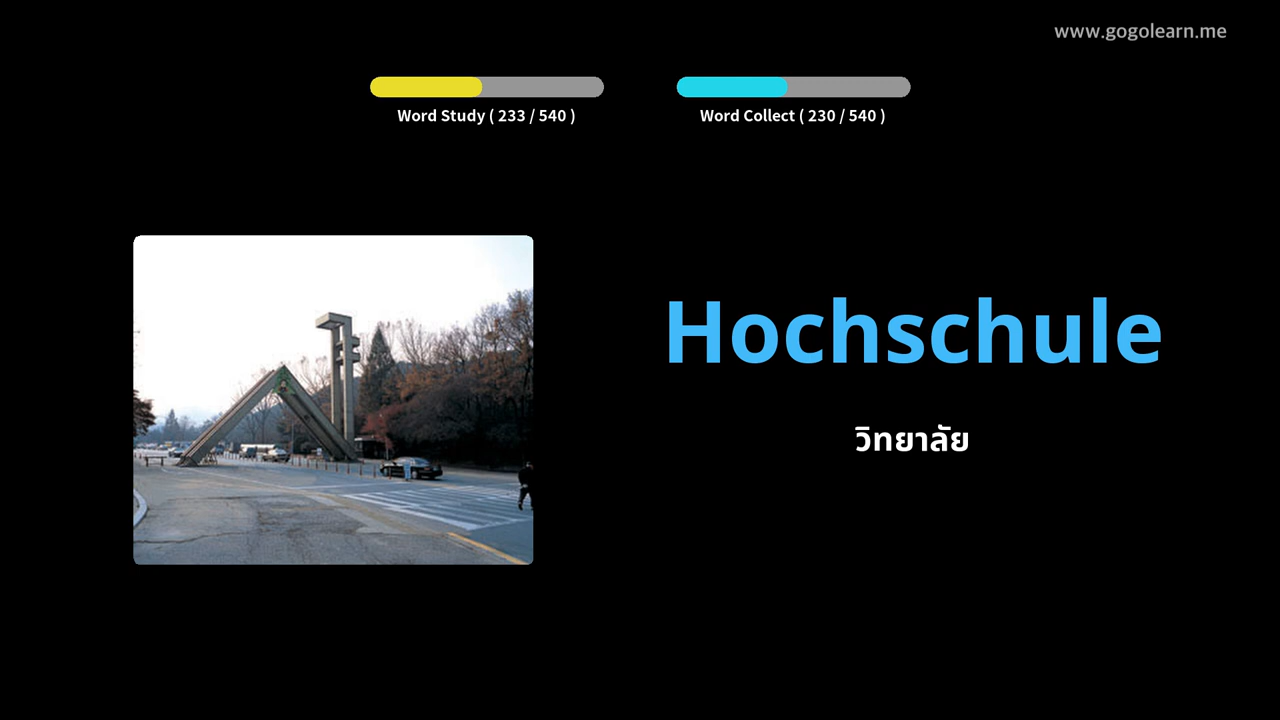 www.gogolearn.me
Word Study ( 233 / 540 )
Word Collect ( 230 / 540 )
Hochschule
วิทยาลัย